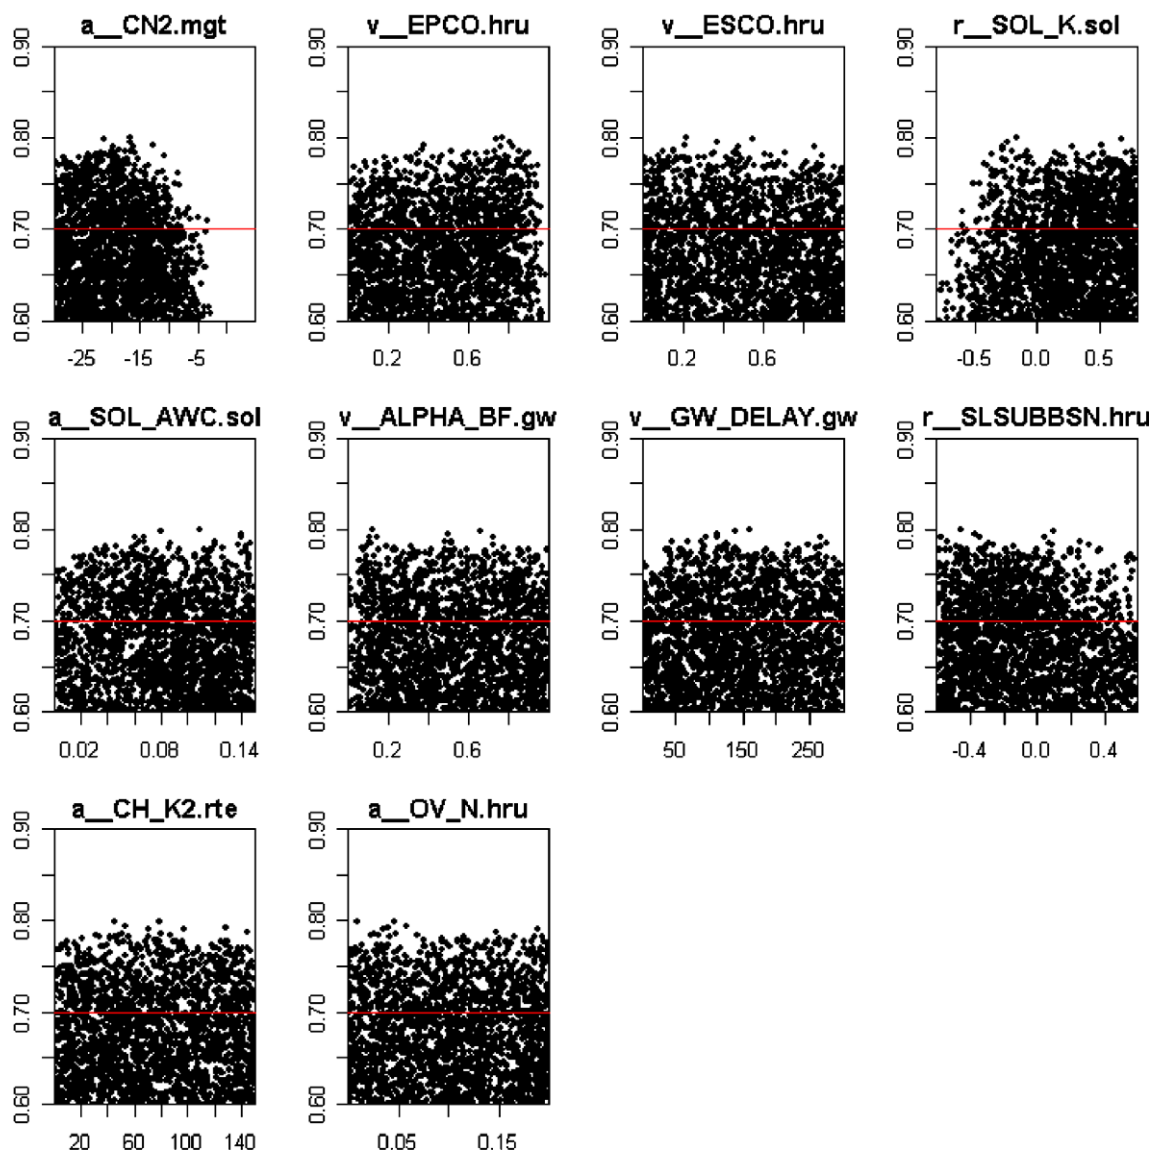 a__CN2.mgt
v__EPCO.hru
v__ESCO.hru
r__SOL_K.sol
0.90
0.80
0.70
0.60
0.90
0.80
0.70
0.60
0.90
0.80
0.70
0.60
0.90
0.80
0.70
0.60
-25 -15 -5
0.2 0.6
0.2 0.6
-0.5 0.0 0.5
a__SOL_AWC.sol
v__ALPHA_BF.gw
v__GW_DELAY.gw
r__SLSUBBSN.hru
0.90
0.80
0.70
0.60
0.90
0.80
0.70
0.60
0.90
0.80
0.70
0.60
0.90
0.80
0.70
0.60
0.02 0.08 0.14
0.2 0.6
50 150 250
-0.4 0.0 0.4
a__CH_K2.rte
a__OV_N.hru
0.90
0.80
0.70
0.60
0.90
0.80
0.70
0.60
20 60 100 140
0.05 0.15